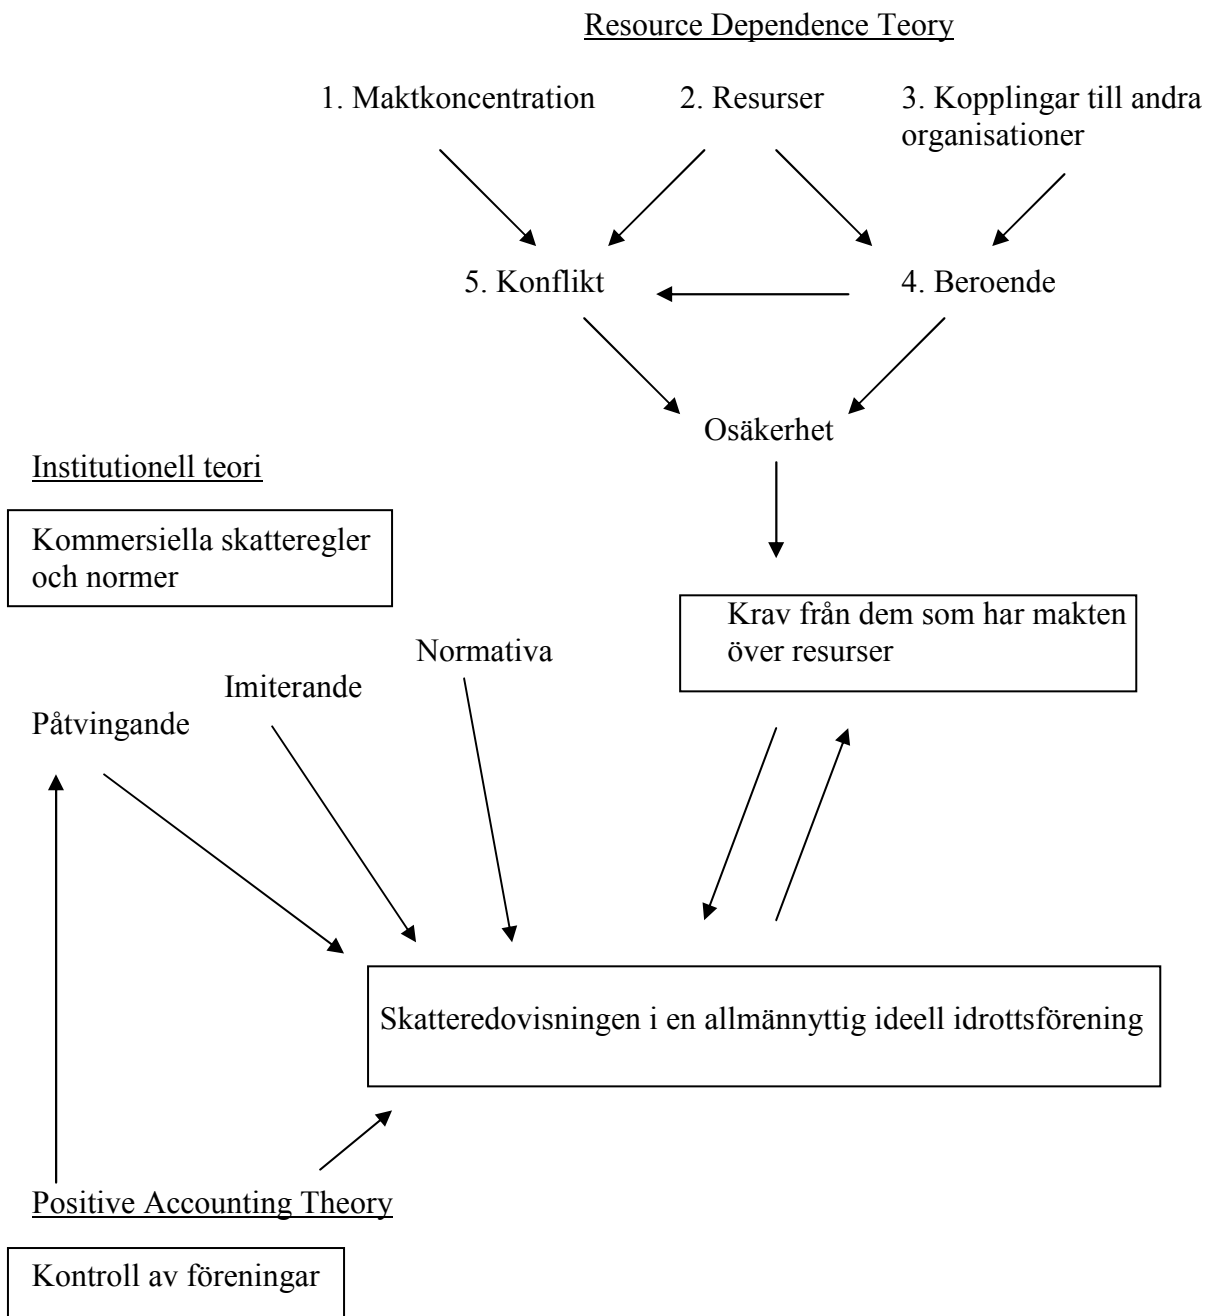 Resource Dependence Teory
1. Maktkoncentration
2. Resurser
3. Kopplingar till andra
organisationer
5. Konflikt
4. Beroende
Osäkerhet
Institutionell teori
Kommersiella skatteregler
och normer
Krav från dem som har makten
över resurser
Normativa
Imiterande
Påtvingande
Skatteredovisningen i en allmännyttig ideell idrottsförening
Positive Accounting Theory
Kontroll av föreningar